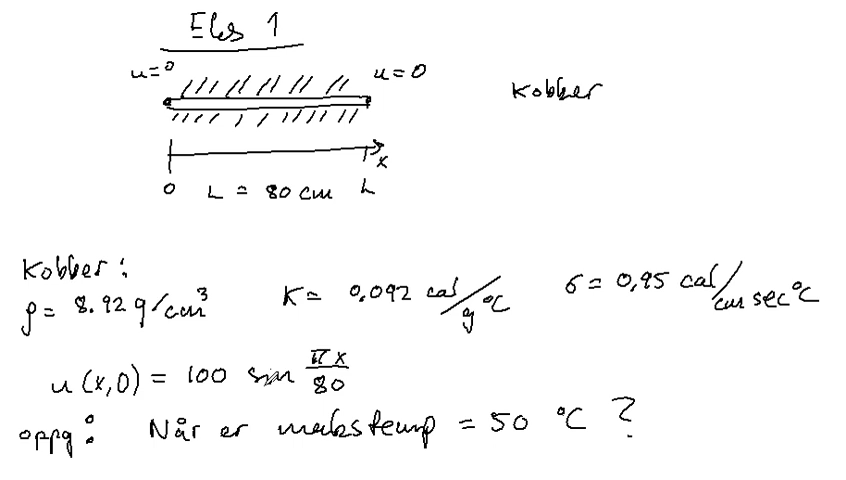 Eks 1
u=0 u=0
Kobber
x
0 L = 80 cm L
Kobber:
ρ = 8.92 g/cm³ K = 0,092 cal/g °C σ = 0,95 cal/cm sec °C
u(x,0) = 100 sin πx/80
oppg: Når er makstemp = 50 °C ?